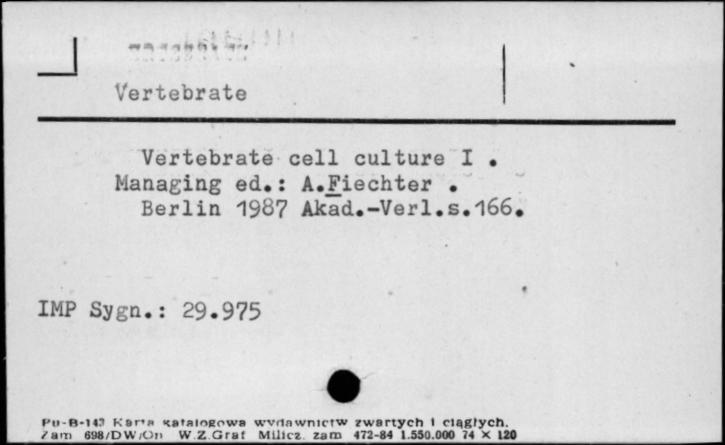 Vertebrate
Vertebrate cell culture I .
Managing ed.: A.Fiechter .
Berlin 1987 Akad.-Verl.s.166.
IMP Sygn.: 29.975
Pu-B-143 Karta katalogowa wydawnictw zwartych i ciągłych.
Zam 698/DW/On W.Z.Graf Milicz zam 472-84 1.550.000 74 × 120